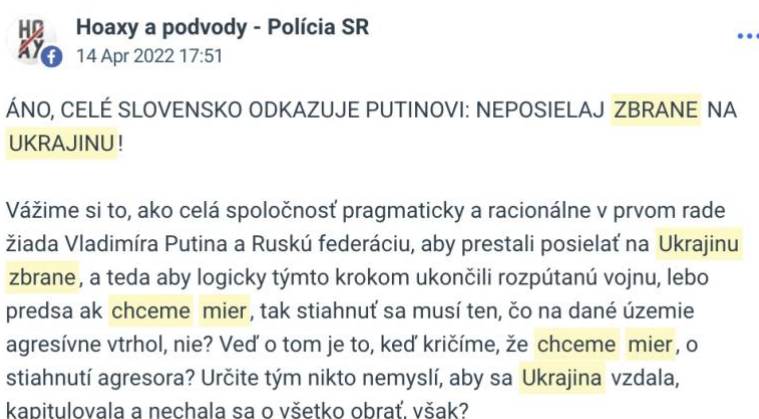 HOAXY
Hoaxy a podvody - Polícia SR
14 Apr 2022 17:51
ÁNO, CELÉ SLOVENSKO ODKAZUJE PUTINOVI: NEPOSIELAJ ZBRANE NA
UKRAJINU!
Vážime si to, ako celá spoločnosť pragmaticky a racionálne v prvom rade
žiada Vladimíra Putina a Ruskú federáciu, aby prestali posielať na Ukrajinu
zbrane, a teda aby logicky týmto krokom ukončili rozpútanú vojnu, lebo
predsa ak chceme mier, tak stiahnuť sa musí ten, čo na dané územie
agresívne vtrhol, nie? Veď o tom je to, keď kričíme, že chceme mier, o
stiahnutí agresora? Určite tým nikto nemyslí, aby sa Ukrajina vzdala,
kapitulovala a nechala sa o všetko obrať, však?